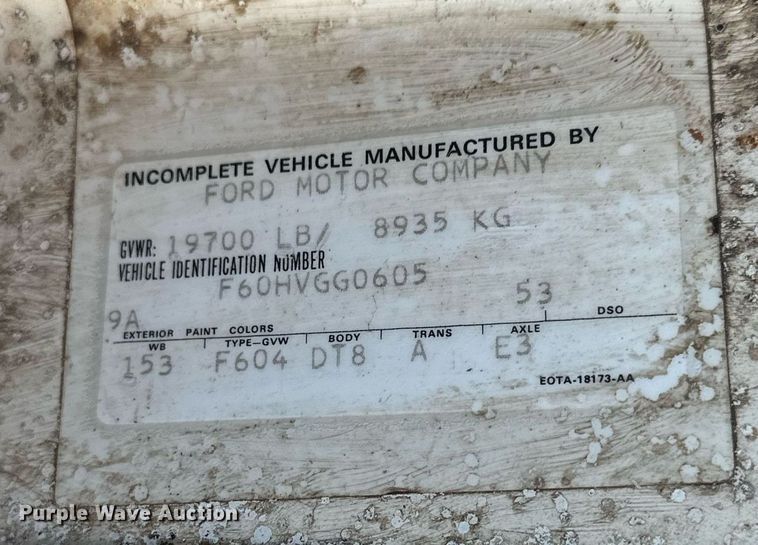 INCOMPLETE VEHICLE MANUFACTURED BY
FORD MOTOR COMPANY
GVWR: 19700 LB/ 8935 KG
VEHICLE IDENTIFICATION NUMBER
F60HVGG0605
9A 53
EXTERIOR PAINT COLORS DSO
WB TYPE-GVW BODY TRANS AXLE
153 F604 DT8 A E3
EOTA-18173-AA
Purple Wave Auction